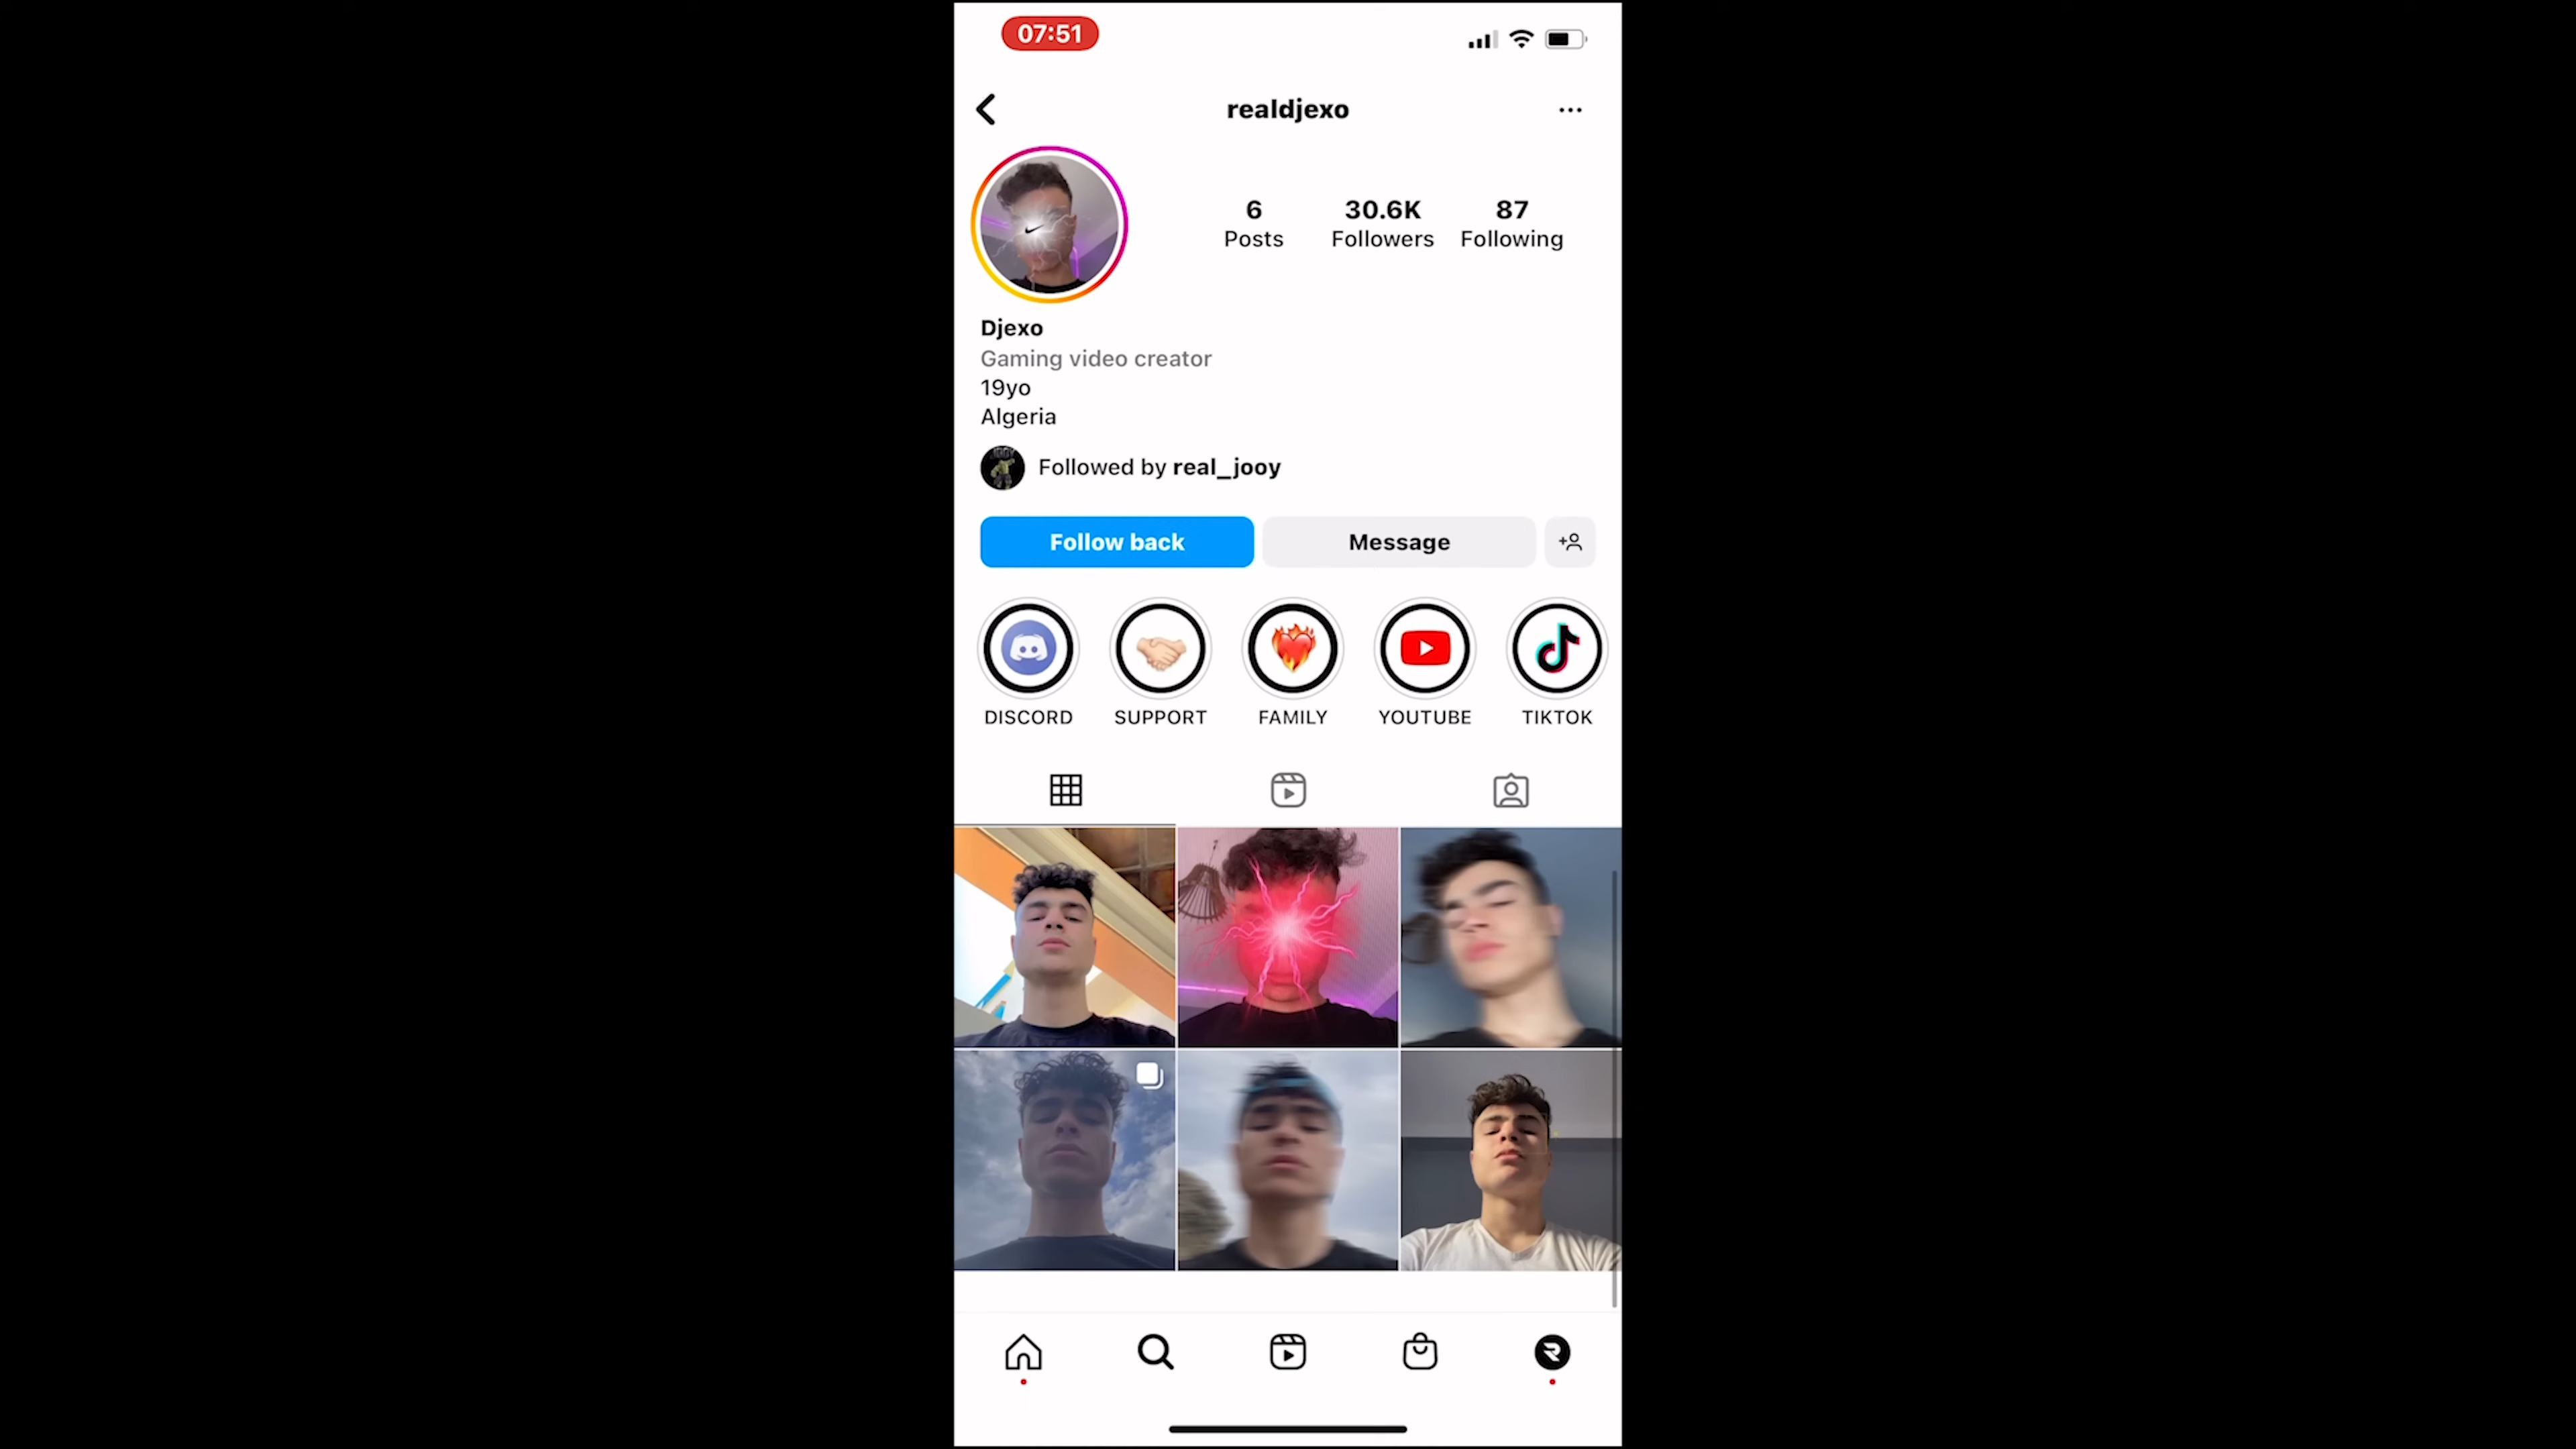 07:51
realdjexo
6 30.6K 87
Posts Followers Following
Djexo
Gaming video creator
19yo
Algeria
Followed by real_jooy
Follow back Message
DISCORD SUPPORT FAMILY YOUTUBE TIKTOK